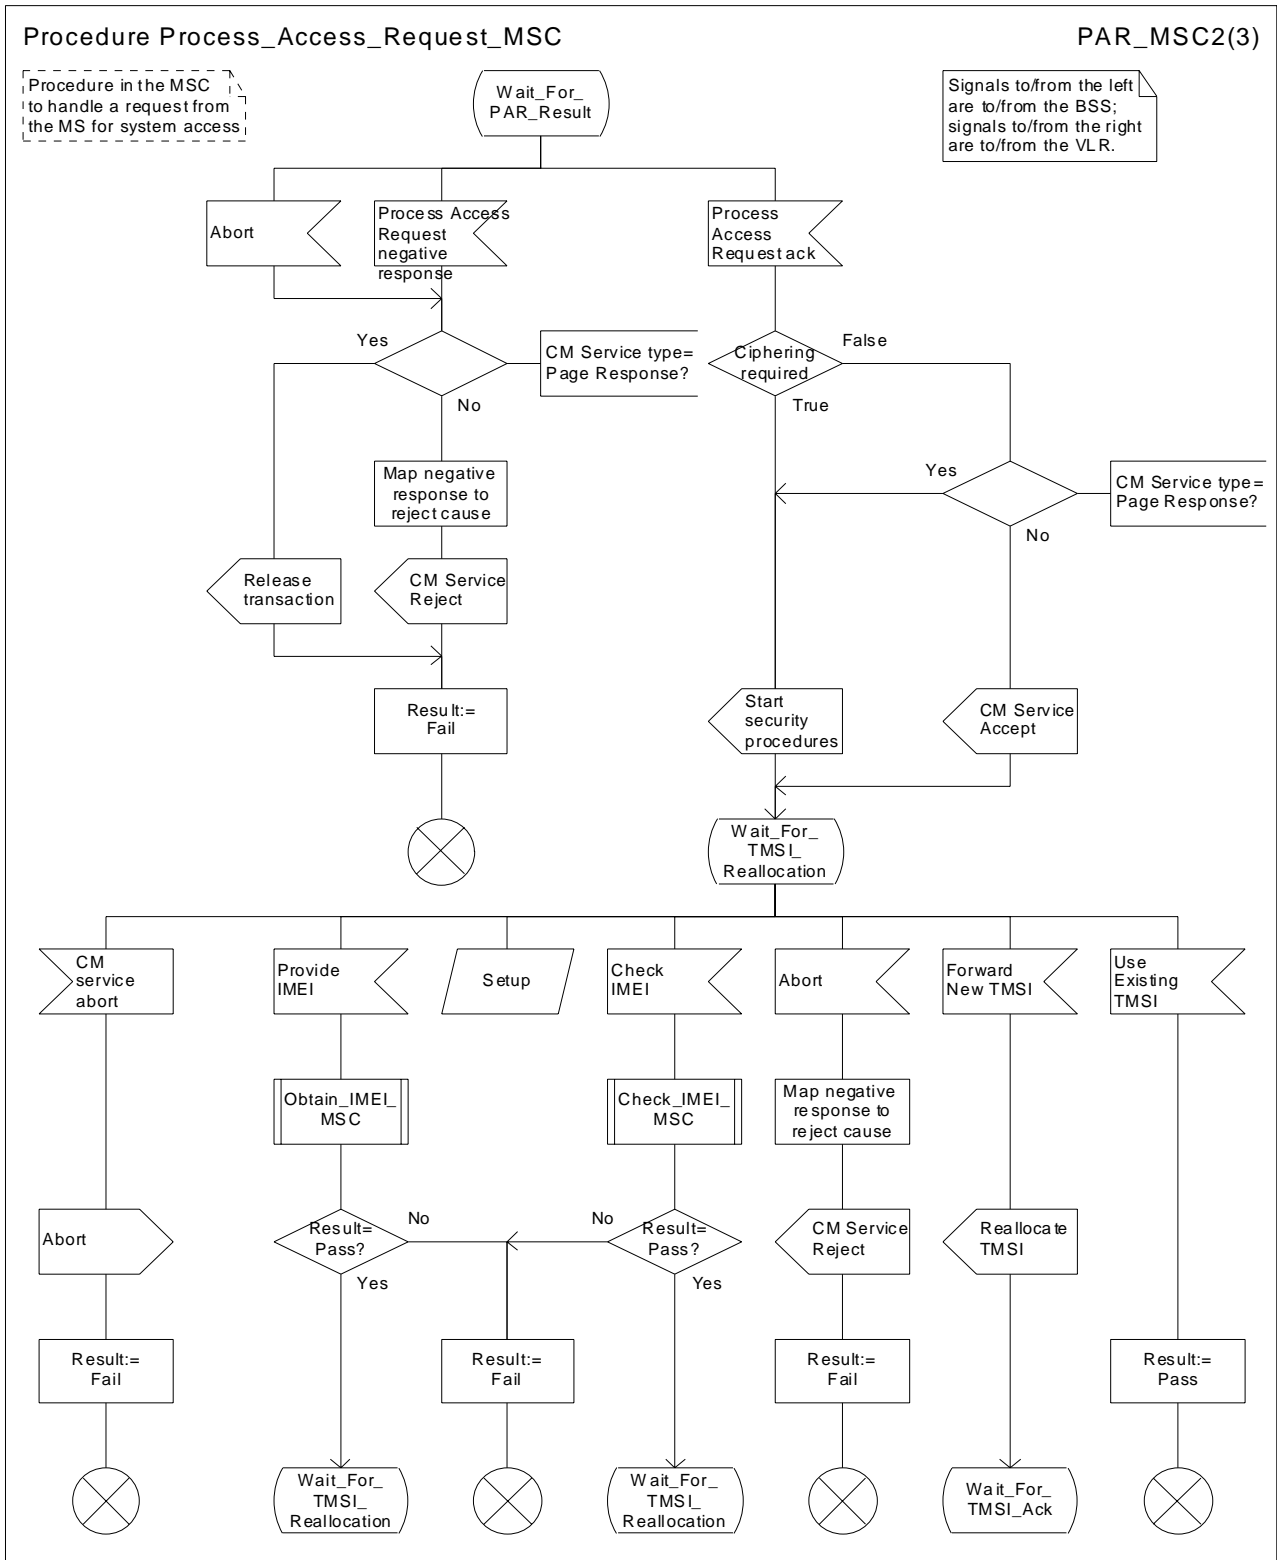 Procedure Process_Access_Request_MSC
PAR_MSC2(3)
Procedure in the MSC
to handle a request from
the MS for system access
Wait_For_
PAR_Result
Signals to/from the left
are to/from the BSS;
signals to/from the right
are to/from the VLR.
Abort
Process Access
Request
negative
response
Process
Access
Request ack
Yes
CM Service type=
Page Response?
No
Ciphering
required
False
True
Map negative
response to
reject cause
Yes
CM Service type=
Page Response?
No
Release
transaction
CM Service
Reject
Result:=
Fail
Start
security
procedures
CM Service
Accept
Wait_For_
TMSI_
Reallocation
CM
service
abort
Provide
IMEI
Setup
Check
IMEI
Abort
Forward
New TMSI
Use
Existing
TMSI
Obtain_IMEI_
MSC
Check_IMEI_
MSC
Map negative
response to
reject cause
Abort
Result=
Pass?
No
Yes
No
Result=
Pass?
Yes
CM Service
Reject
Reallocate
TMSI
Result:=
Fail
Result:=
Fail
Result:=
Fail
Result:=
Pass
Wait_For_
TMSI_
Reallocation
Wait_For_
TMSI_
Reallocation
Wait_For_
TMSI_Ack